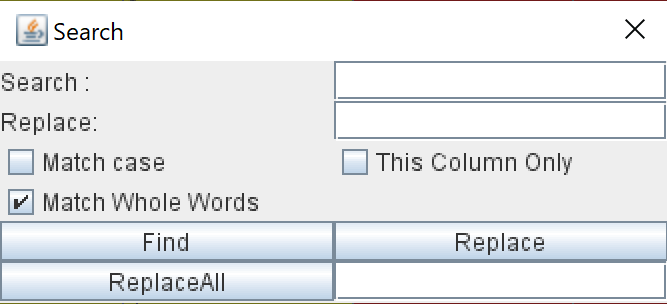 Search
Search :
Replace:
Match case
This Column Only
Match Whole Words
Find
Replace
ReplaceAll